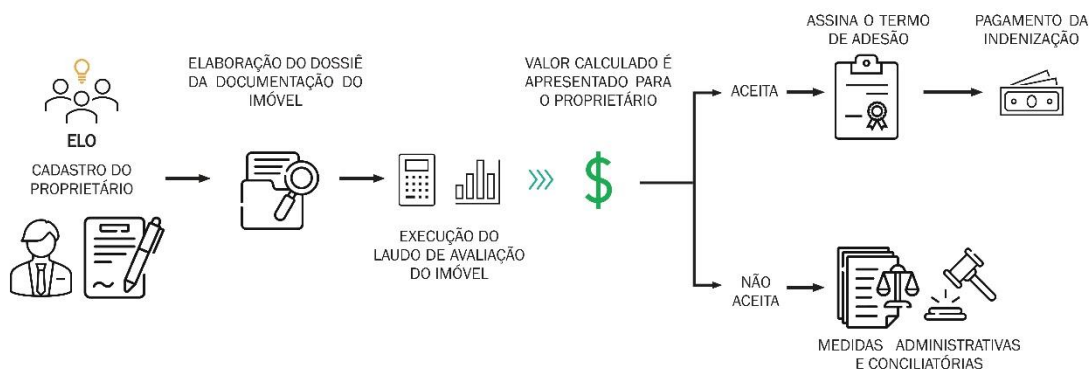 ELO
CADASTRO DO
PROPRIETÁRIO
ELABORAÇÃO DO DOSSIÊ
DA DOCUMENTAÇÃO DO
IMÓVEL
EXECUÇÃO DO
LAUDO DE AVALIAÇÃO
DO IMÓVEL
VALOR CALCULADO É
APRESENTADO PARA
O PROPRIETÁRIO
ACEITA
ASSINA O TERMO
DE ADESÃO
PAGAMENTO DA
INDENIZAÇÃO
NÃO
ACEITA
MEDIDAS ADMINISTRATIVAS
E CONCILIATÓRIAS